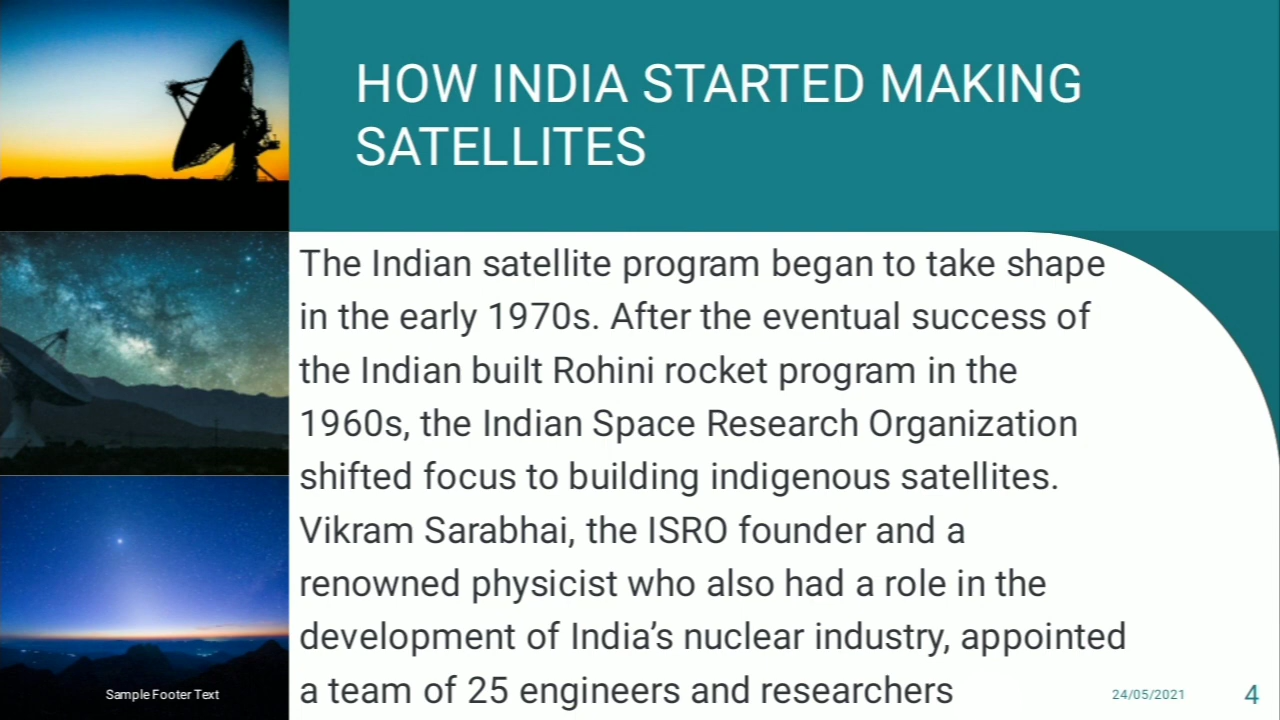 HOW INDIA STARTED MAKING
SATELLITES
The Indian satellite program began to take shape
in the early 1970s. After the eventual success of
the Indian built Rohini rocket program in the
1960s, the Indian Space Research Organization
shifted focus to building indigenous satellites.
Vikram Sarabhai, the ISRO founder and a
renowned physicist who also had a role in the
development of India’s nuclear industry, appointed
a team of 25 engineers and researchers
Sample Footer Text
24/05/2021
4